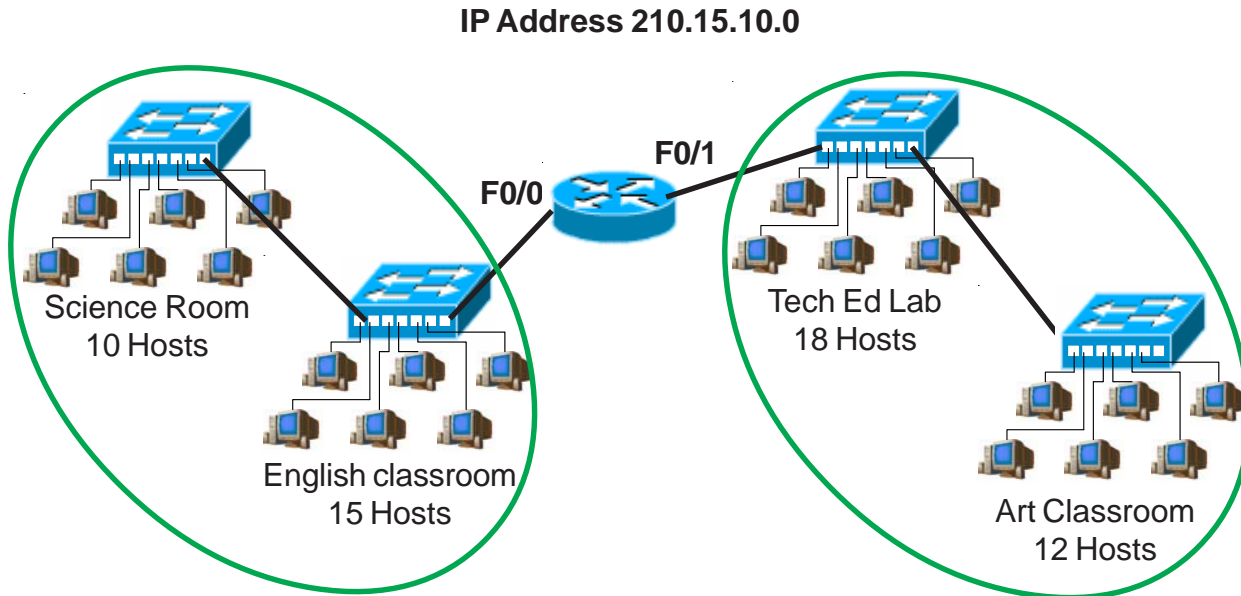 IP Address 210.15.10.0
F0/1
F0/0
Science Room
10 Hosts
Tech Ed Lab
18 Hosts
English classroom
15 Hosts
Art Classroom
12 Hosts